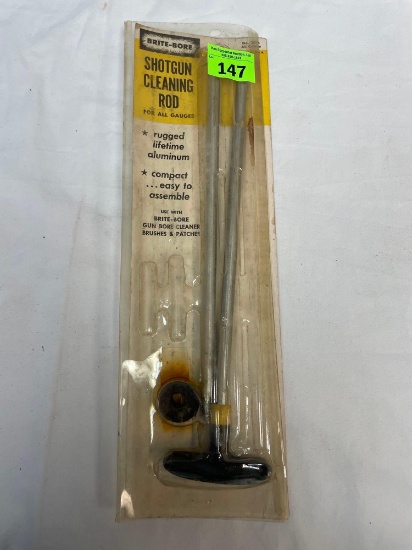 BRITE-BORE
SHOTGUN
CLEANING
ROD
FOR ALL GAUGES
★ rugged
lifetime
aluminum
★ compact
...easy to
assemble
USE WITH
BRITE-BORE
GUN BORE CLEANER
BRUSHES & PATCHES
147